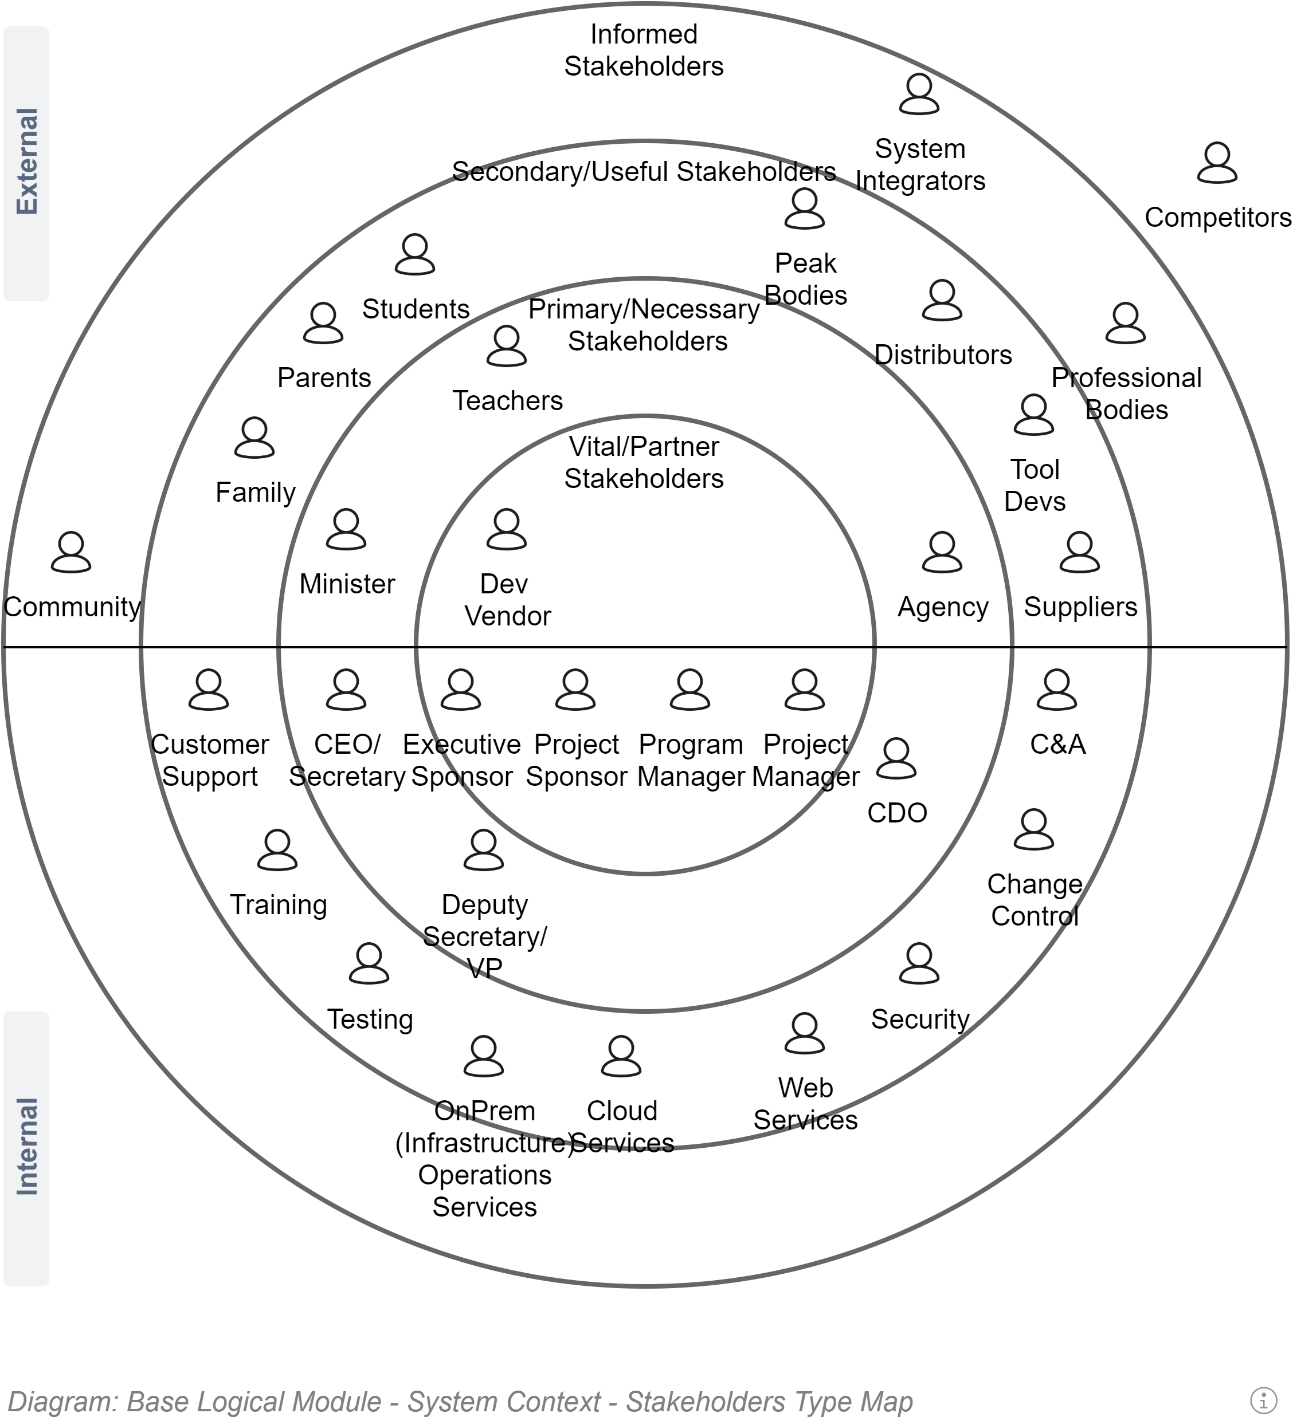 External
Informed
Stakeholders
System
Integrators
Competitors
Secondary/Useful Stakeholders
Peak
Bodies
Students
Primary/Necessary
Stakeholders
Distributors
Parents
Teachers
Professional
Bodies
Vital/Partner
Stakeholders
Family
Tool
Devs
Minister
Dev
Vendor
Agency
Suppliers
Community
Customer
Support
CEO/
Secretary
Executive
Sponsor
Project
Sponsor
Program
Manager
Project
Manager
C&A
CDO
Training
Deputy
Secretary/
VP
Change
Control
Testing
Security
OnPrem
(Infrastructure)
Operations
Services
Cloud
Services
Web
Services
Internal
Diagram: Base Logical Module - System Context - Stakeholders Type Map